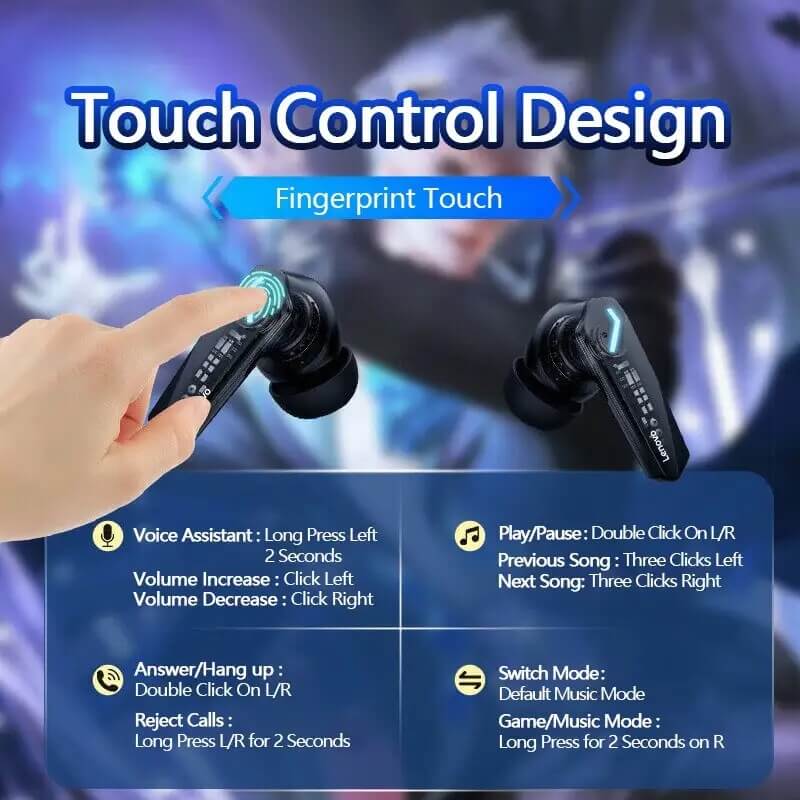 Touch Control Design
Fingerprint Touch
Lenovo
Voice Assistant : Long Press Left
2 Seconds
Volume Increase : Click Left
Volume Decrease : Click Right
Play/Pause : Double Click On L/R
Previous Song : Three Clicks Left
Next Song: Three Clicks Right
Answer/Hang up :
Double Click On L/R
Reject Calls :
Long Press L/R for 2 Seconds
Switch Mode :
Default Music Mode
Game/Music Mode :
Long Press for 2 Seconds on R